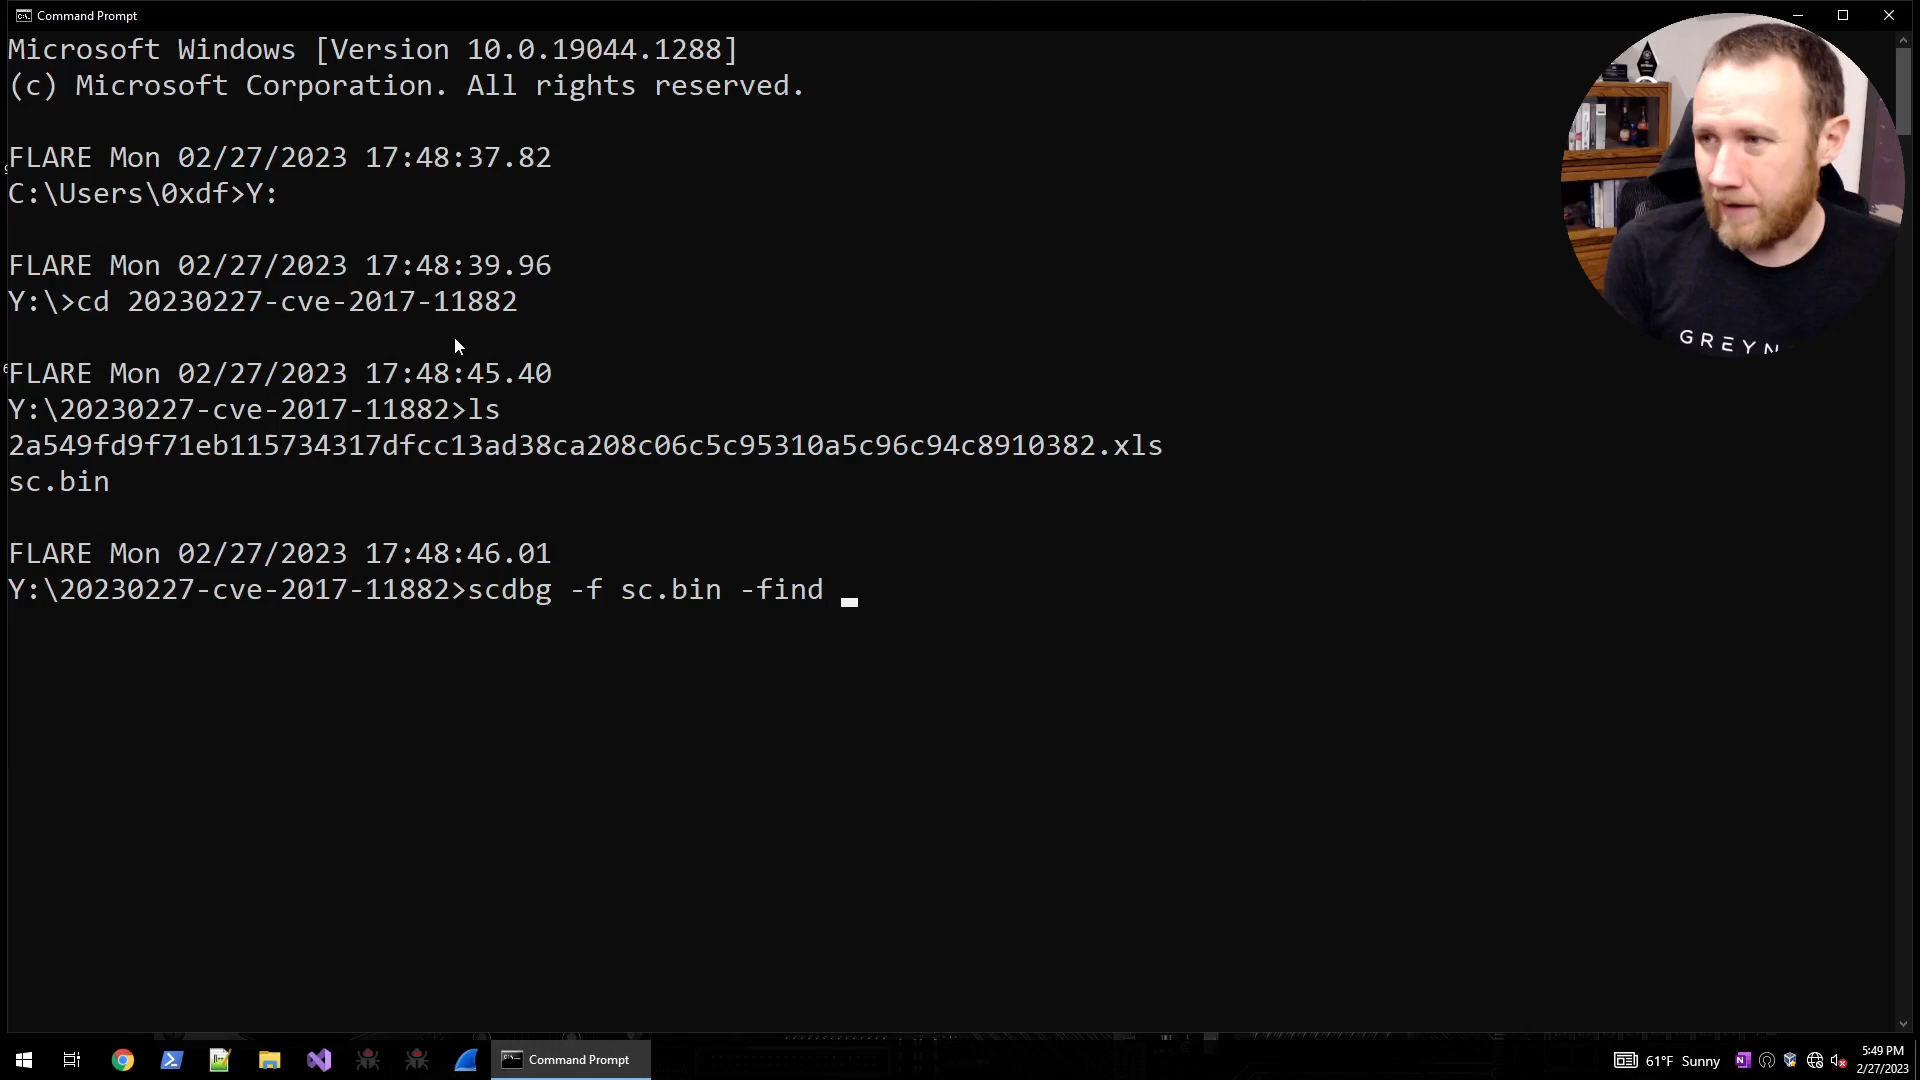 Command Prompt
Microsoft Windows [Version 10.0.19044.1288]
(c) Microsoft Corporation. All rights reserved.
FLARE Mon 02/27/2023 17:48:37.82
C:\Users\0xdf>Y:
FLARE Mon 02/27/2023 17:48:39.96
Y:\>cd 20230227-cve-2017-11882
FLARE Mon 02/27/2023 17:48:45.40
Y:\20230227-cve-2017-11882>ls
2a549fd9f71eb115734317dfcc13ad38ca208c06c5c95310a5c96c94c8910382.xls
sc.bin
FLARE Mon 02/27/2023 17:48:46.01
Y:\20230227-cve-2017-11882>scdbg -f sc.bin -find
GREYN
Command Prompt
61°F Sunny
5:49 PM
2/27/2023